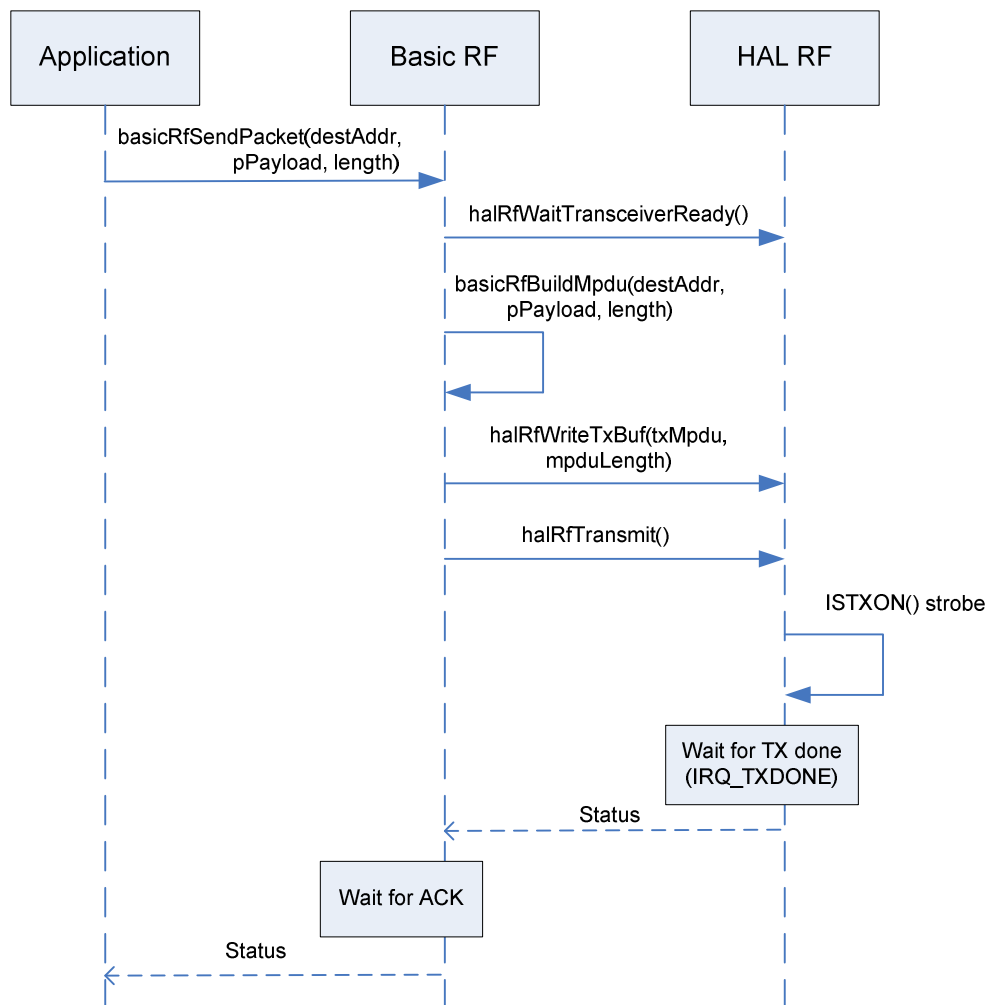 Application
Basic RF
HAL RF
basicRfSendPacket(destAddr,
pPayload, length)
halRfWaitTransceiverReady()
basicRfBuildMpdu(destAddr,
pPayload, length)
halRfWriteTxBuf(txMpdu,
mpduLength)
halRfTransmit()
ISTXON() strobe
Wait for TX done
(IRQ_TXDONE)
Status
Wait for ACK
Status